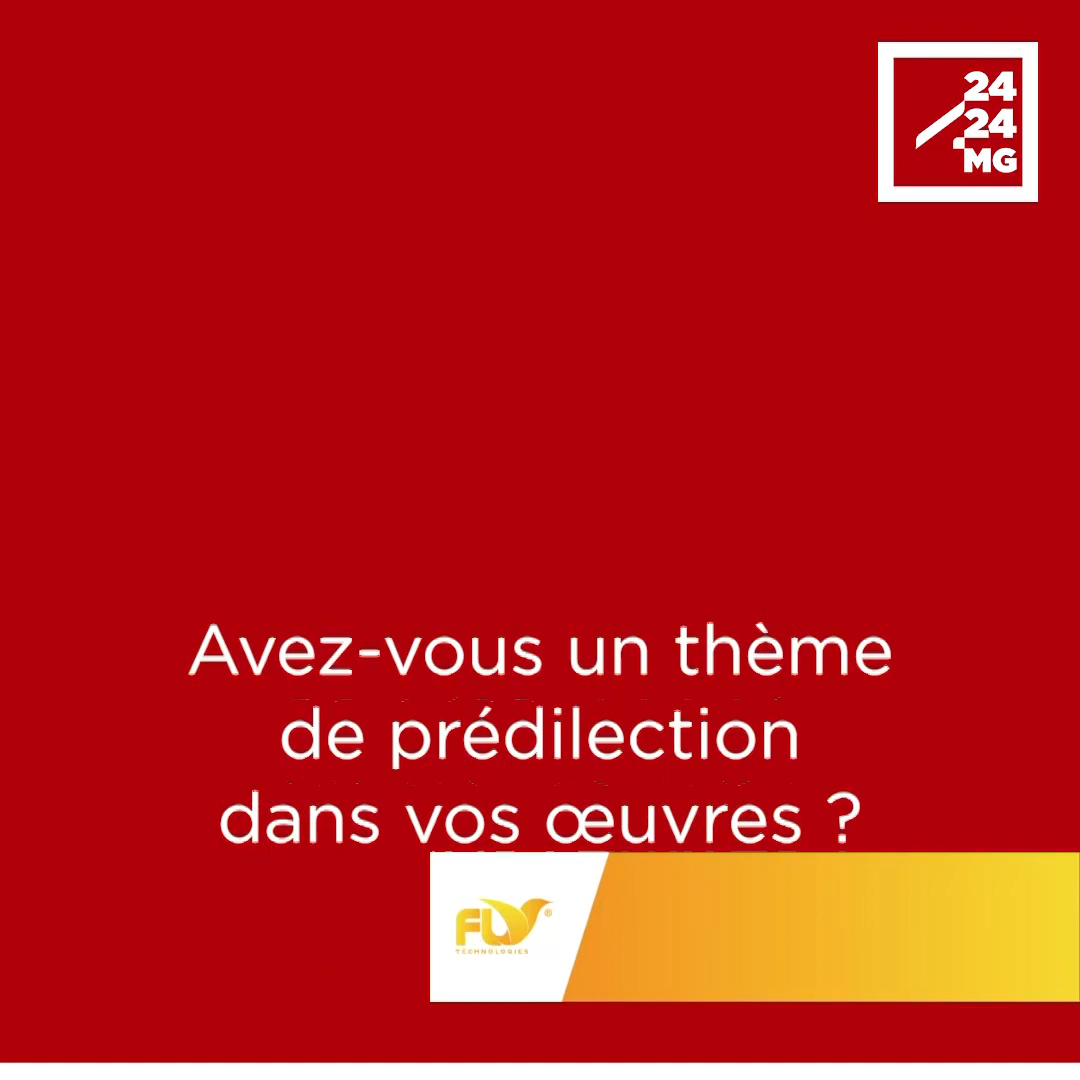 24
24
MG
Avez-vous un thème
de prédilection
dans vos œuvres ?
FLY®
TECHNOLOGIES